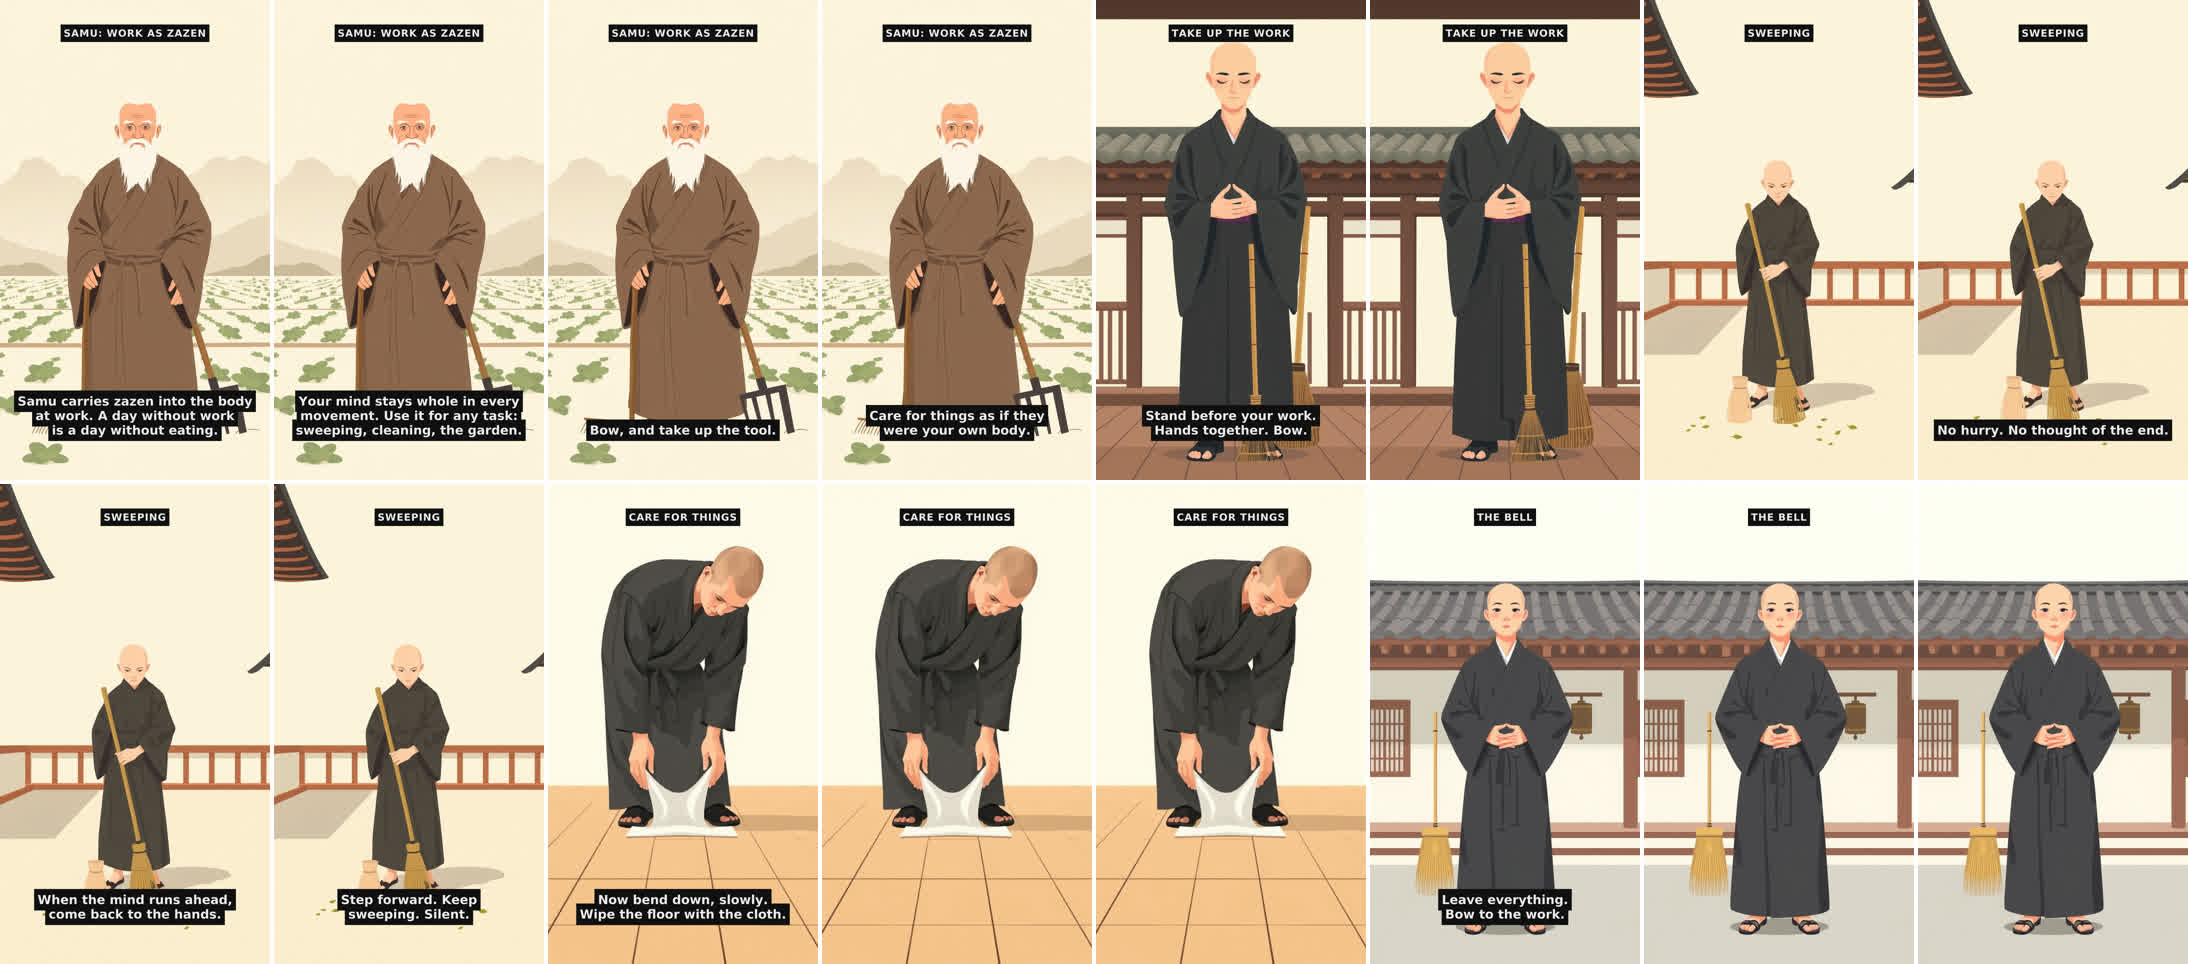 SAMU: WORK AS ZAZEN
Samu carries zazen into the body
at work. A day without work
is a day without eating.
SAMU: WORK AS ZAZEN
Your mind stays whole in every
movement. Use it for any task:
sweeping, cleaning, the garden.
SAMU: WORK AS ZAZEN
Bow, and take up the tool.
SAMU: WORK AS ZAZEN
Care for things as if they
were your own body.
TAKE UP THE WORK
Stand before your work.
Hands together. Bow.
TAKE UP THE WORK
SWEEPING
SWEEPING
No hurry. No thought of the end.
SWEEPING
When the mind runs ahead,
come back to the hands.
SWEEPING
Step forward. Keep
sweeping. Silent.
CARE FOR THINGS
Now bend down, slowly.
Wipe the floor with the cloth.
CARE FOR THINGS
CARE FOR THINGS
THE BELL
Leave everything.
Bow to the work.
THE BELL